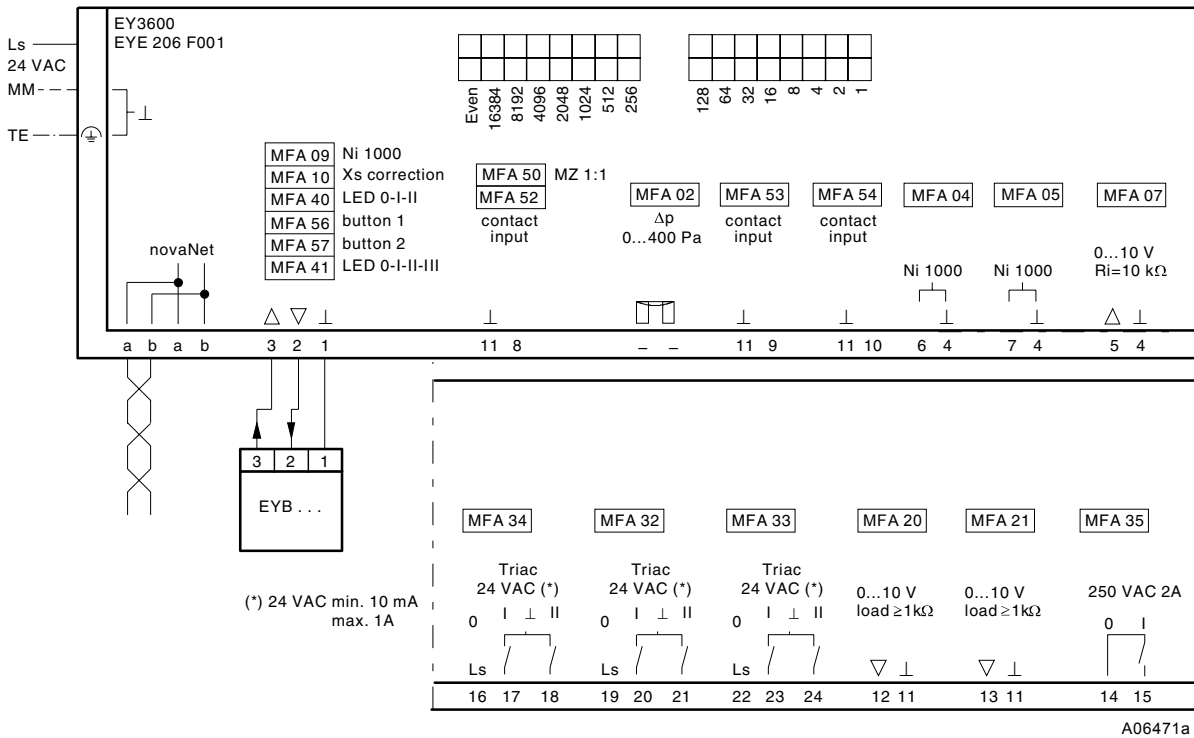 EY3600
EYE 206 F001
Ls
24 VAC
MM
TE
⊥
Even 16384 8192 4096 2048 1024 512 256
128 64 32 16 8 4 2 1
MFA 09 Ni 1000
MFA 10 Xs correction
MFA 40 LED 0-I-II
MFA 56 button 1
MFA 57 button 2
MFA 41 LED 0-I-II-III
MFA 50 MZ 1:1
MFA 52
contact
input
MFA 02
Δp
0...400 Pa
MFA 53
contact
input
MFA 54
contact
input
MFA 04
Ni 1000
MFA 05
Ni 1000
MFA 07
0...10 V
Ri=10 kΩ
novaNet
△ ▽ ⊥ ⊥ ⊥ ⊥ ⊥ ⊥ △ ⊥
a b a b 3 2 1 11 8 – – 11 9 11 10 6 4 7 4 5 4
3 2 1
EYB . . .
(*) 24 VAC min. 10 mA
max. 1A
MFA 34
Triac
24 VAC (*)
0 I ⊥ II
Ls
MFA 32
Triac
24 VAC (*)
0 I ⊥ II
Ls
MFA 33
Triac
24 VAC (*)
0 I ⊥ II
Ls
MFA 20
0...10 V
load ≥1kΩ
▽ ⊥
MFA 21
0...10 V
load ≥1kΩ
▽ ⊥
MFA 35
250 VAC 2A
0 I
16 17 18 19 20 21 22 23 24 12 11 13 11 14 15
A06471a